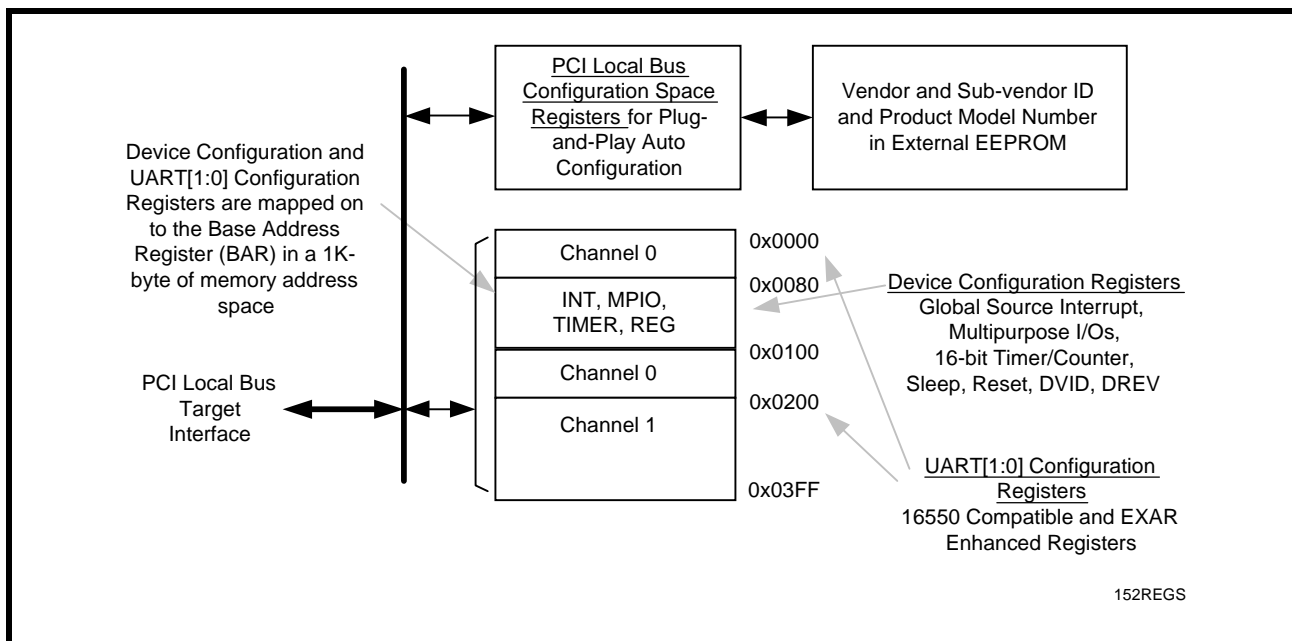 PCI Local Bus
Configuration Space
Registers for Plug-
and-Play Auto
Configuration
Vendor and Sub-vendor ID
and Product Model Number
in External EEPROM
Device Configuration and
UART[1:0] Configuration
Registers are mapped on
to the Base Address
Register (BAR) in a 1K-
byte of memory address
space
PCI Local Bus
Target
Interface
Channel 0
INT, MPIO,
TIMER, REG
Channel 0
Channel 1
0x0000
0x0080
0x0100
0x0200
0x03FF
Device Configuration Registers
Global Source Interrupt,
Multipurpose I/Os,
16-bit Timer/Counter,
Sleep, Reset, DVID, DREV
UART[1:0] Configuration
Registers
16550 Compatible and EXAR
Enhanced Registers
152REGS